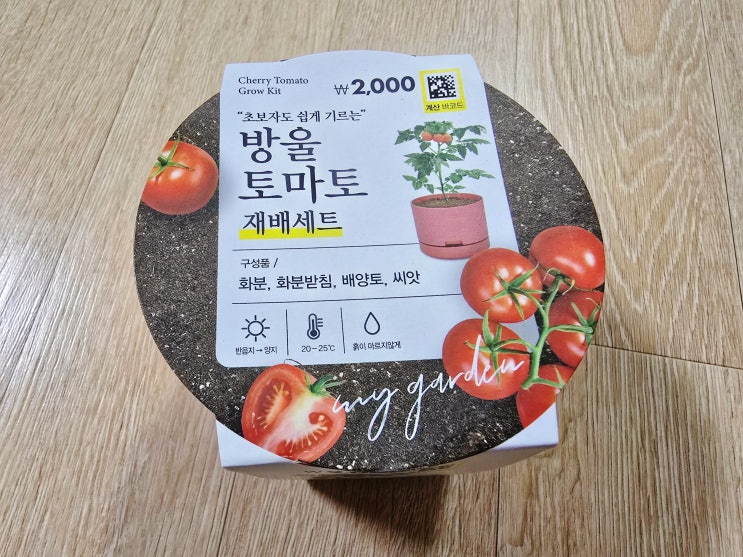 Cherry Tomato
Grow Kit
₩2,000
계산 바코드
“초보자도 쉽게 기르는”
방울
토마토
재배세트
구성품 /
화분, 화분받침, 배양토, 씨앗
반음지→양지
20~25℃
흙이 마르지않게
my garden